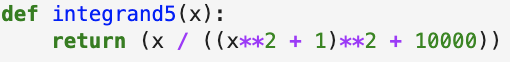 def integrand5(x):
    return (x / ((x**2 + 1)**2 + 10000))